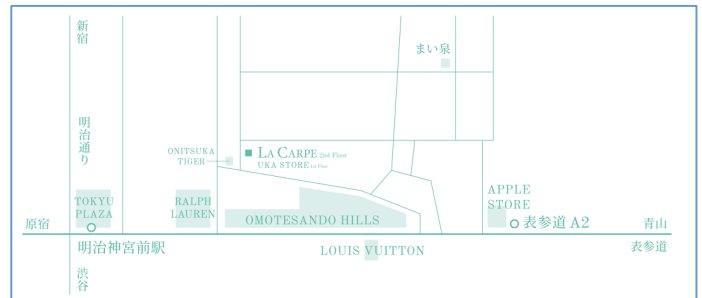 新宿
まい泉
明治通り
ONITSUKA
TIGER
LA CARPE 2nd Floor
UKA STORE 1st Floor
TOKYU
PLAZA
RALPH
LAUREN
OMOTESANDO HILLS
APPLE
STORE
表参道 A2
原宿
青山
明治神宮前駅
LOUIS VUITTON
表参道
渋谷